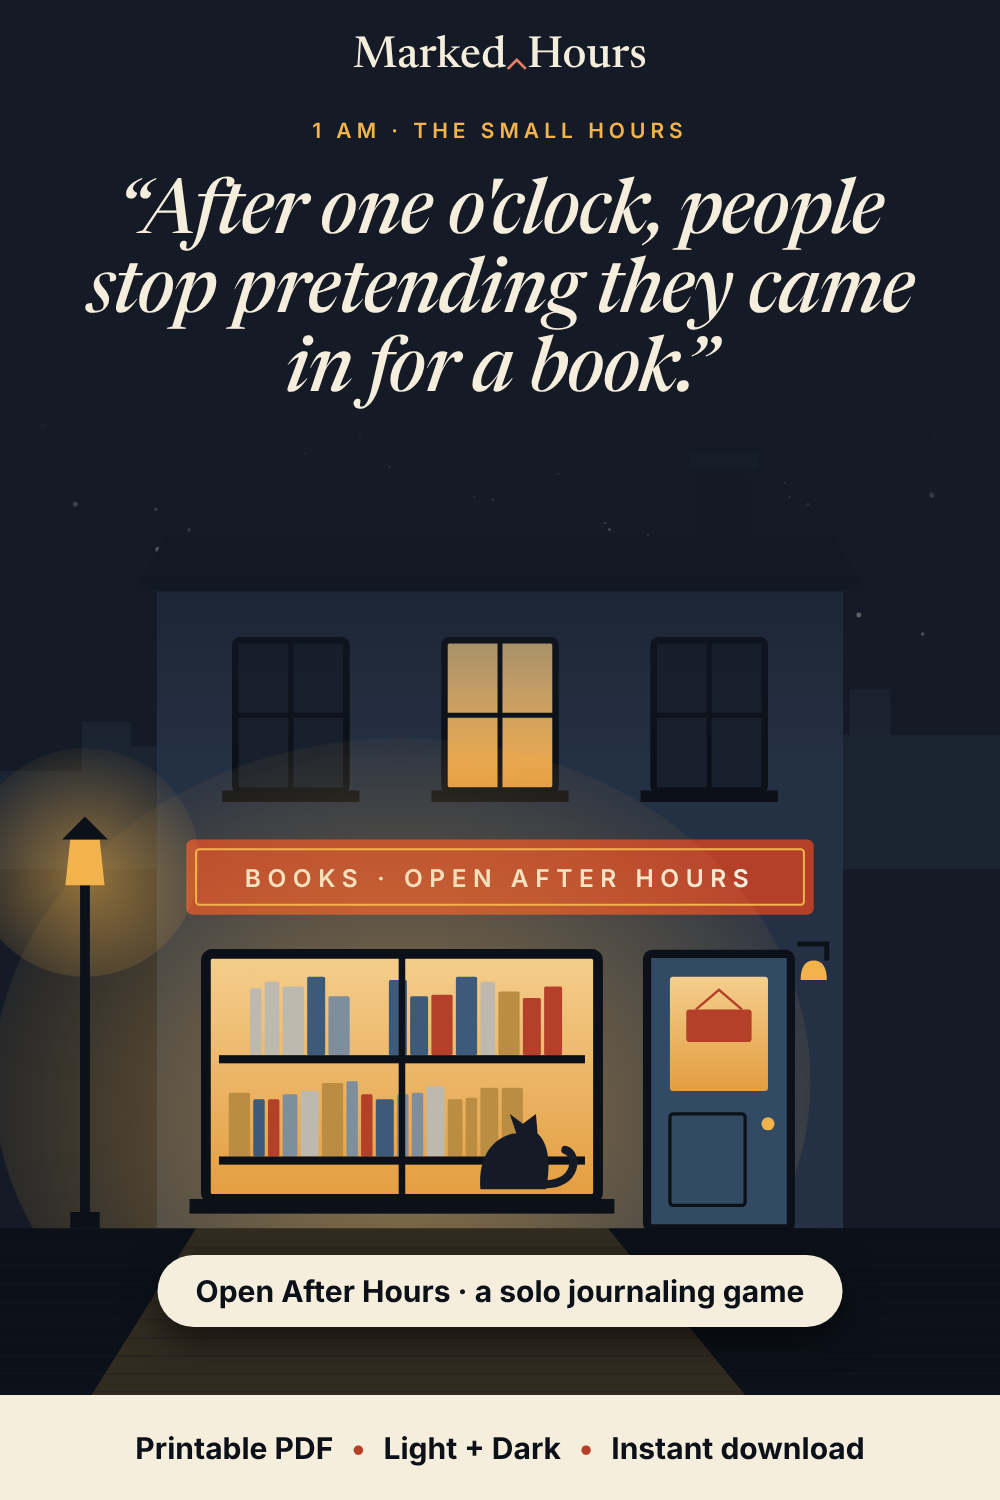 Marked‸Hours
1 AM · THE SMALL HOURS
“After one o'clock, people
stop pretending they came
in for a book.”
BOOKS · OPEN AFTER HOURS
Open After Hours · a solo journaling game
Printable PDF • Light + Dark • Instant download